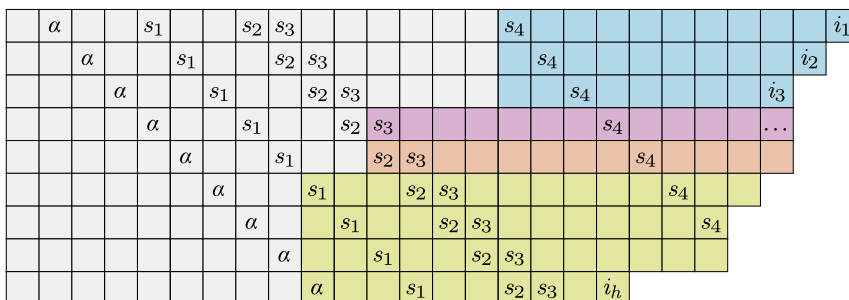 α s₁ s₂ s₃ s₄ i₁
α s₁ s₂ s₃ s₄ i₂
α s₁ s₂ s₃ s₄ i₃
α s₁ s₂ s₃ s₄ …
α s₁ s₂ s₃ s₄
α s₁ s₂ s₃ s₄
α s₁ s₂ s₃ s₄
α s₁ s₂ s₃
α s₁ s₂ s₃ iₕ